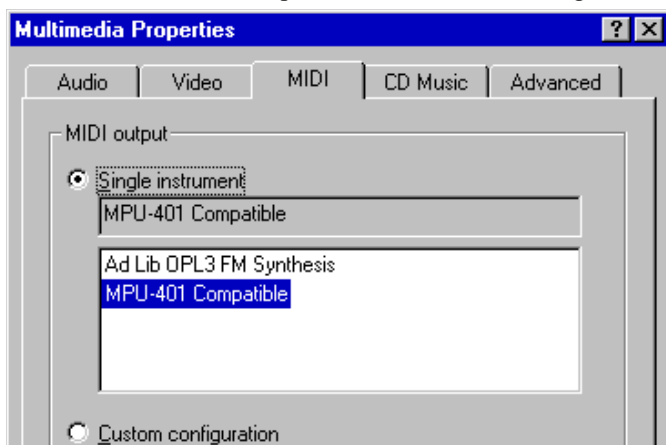 Multimedia Properties
Audio Video MIDI CD Music Advanced
MIDI output
Single instrument
MPU-401 Compatible
Ad Lib OPL3 FM Synthesis
MPU-401 Compatible
Custom configuration